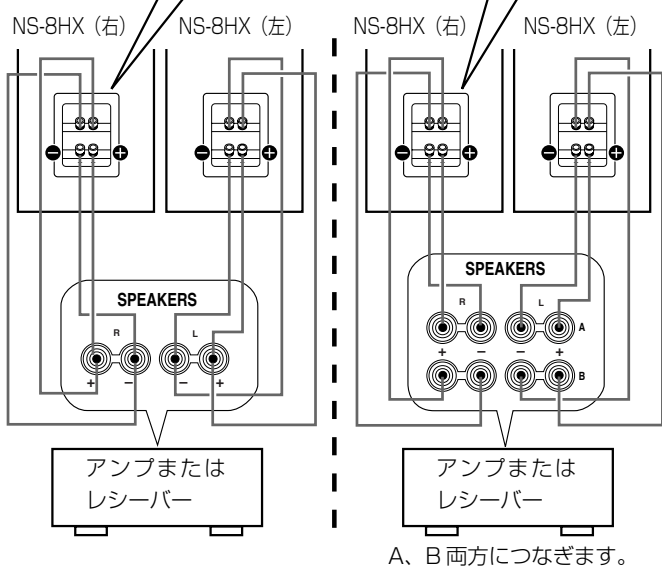 NS-8HX（右）
NS-8HX（左）
− +
− +
SPEAKERS
R L
+ − − +
アンプまたは
レシーバー
NS-8HX（右）
NS-8HX（左）
− +
− +
SPEAKERS
R L
A
+ − − +
B
アンプまたは
レシーバー
A、B 両方につなぎます。